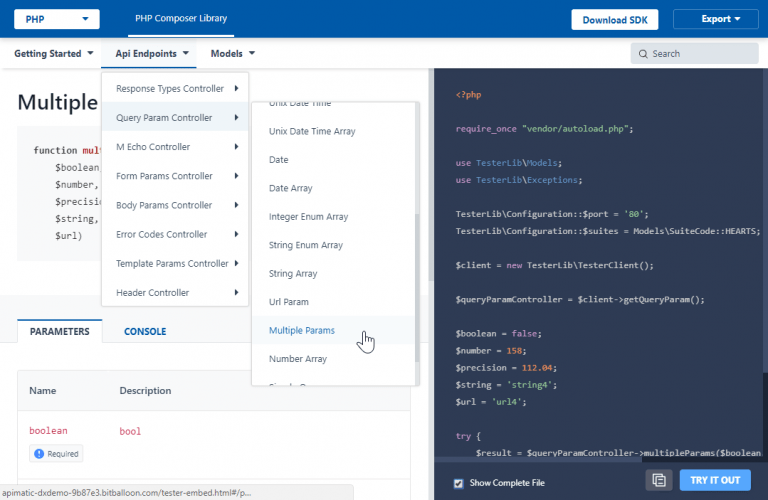 PHP
PHP Composer Library
Download SDK
Export
Getting Started
Api Endpoints
Models
Search
Multiple
function mul
$boolean,
$number,
$precision
$string,
$url)
Response Types Controller
Query Param Controller
M Echo Controller
Form Params Controller
Body Params Controller
Error Codes Controller
Template Params Controller
Header Controller
Unix Date Time
Unix Date Time Array
Date
Date Array
Integer Enum Array
String Enum Array
String Array
Url Param
Multiple Params
Number Array
PARAMETERS
CONSOLE
Name
Description
boolean
bool
Required
apimatic-dxdemo-9b87e3.bitballoon.com/tester-embed.html#/p...
<?php
require_once "vendor/autoload.php";
use TesterLib\Models;
use TesterLib\Exceptions;
TesterLib\Configuration::$port = '80';
TesterLib\Configuration::$suites = Models\SuiteCode::HEARTS;
$client = new TesterLib\TesterClient();
$queryParamController = $client->getQueryParam();
$boolean = false;
$number = 158;
$precision = 112.04;
$string = 'string4';
$url = 'url4';
try {
$result = $queryParamController->multipleParams($boolean
Show Complete File
TRY IT OUT